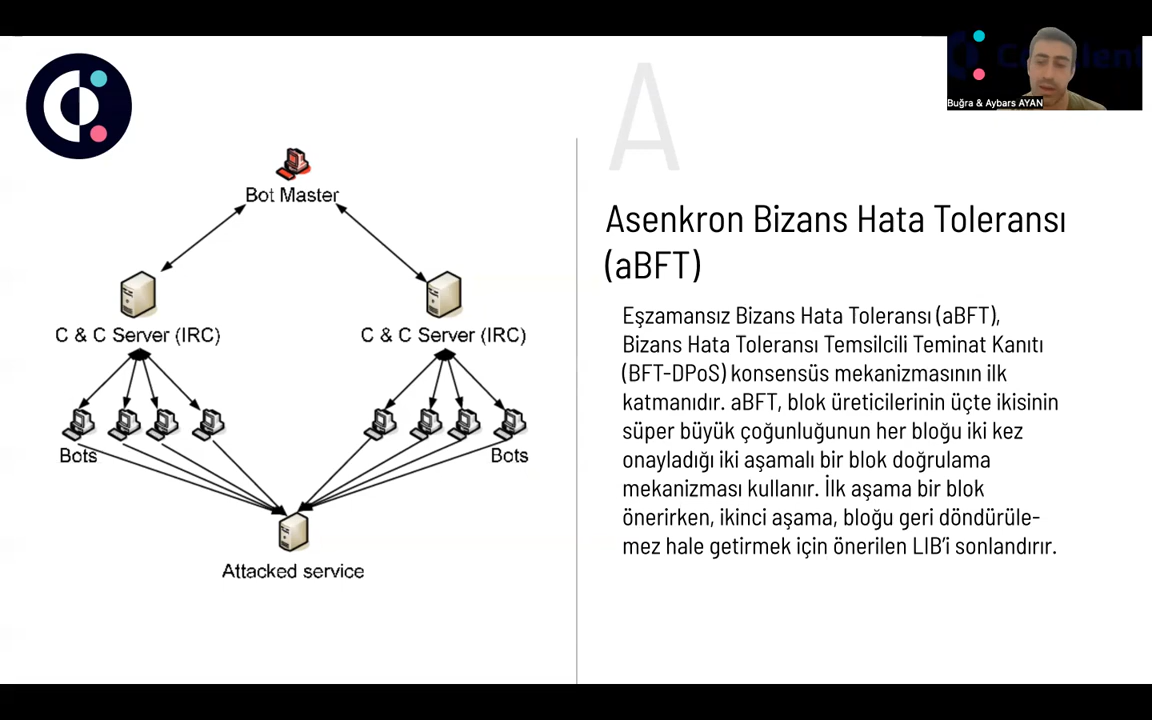 A
Buğra & Aybars AYAN
Bot Master
C & C Server (IRC)
C & C Server (IRC)
Bots
Bots
Attacked service
Asenkron Bizans Hata Toleransı
(aBFT)
Eşzamansız Bizans Hata Toleransı (aBFT),
Bizans Hata Toleransı Temsilcili Teminat Kanıtı
(BFT-DPoS) konsensüs mekanizmasının ilk
katmanıdır. aBFT, blok üreticilerinin üçte ikisinin
süper büyük çoğunluğunun her bloğu iki kez
onayladığı iki aşamalı bir blok doğrulama
mekanizması kullanır. İlk aşama bir blok
önerirken, ikinci aşama, bloğu geri döndürüle-
mez hale getirmek için önerilen LIB’i sonlandırır.